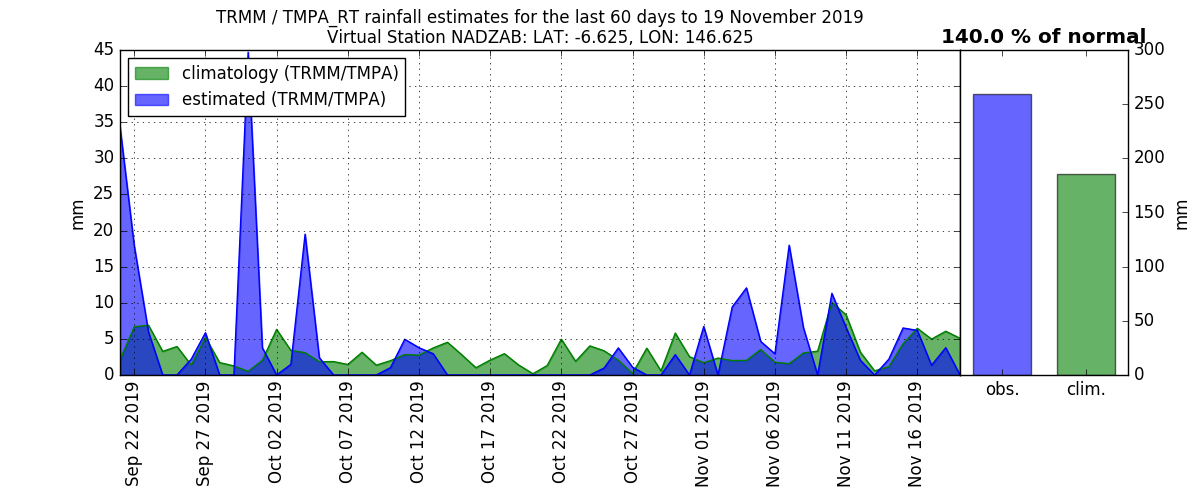 TRMM / TMPA_RT rainfall estimates for the last 60 days to 19 November 2019
Virtual Station NADZAB: LAT: -6.625, LON: 146.625
140.0 % of normal
climatology (TRMM/TMPA)
estimated (TRMM/TMPA)
mm
45
40
35
30
25
20
15
10
5
0
Sep 22 2019
Sep 27 2019
Oct 02 2019
Oct 07 2019
Oct 12 2019
Oct 17 2019
Oct 22 2019
Oct 27 2019
Nov 01 2019
Nov 06 2019
Nov 11 2019
Nov 16 2019
300
250
200
150
100
50
0
mm
obs.
clim.